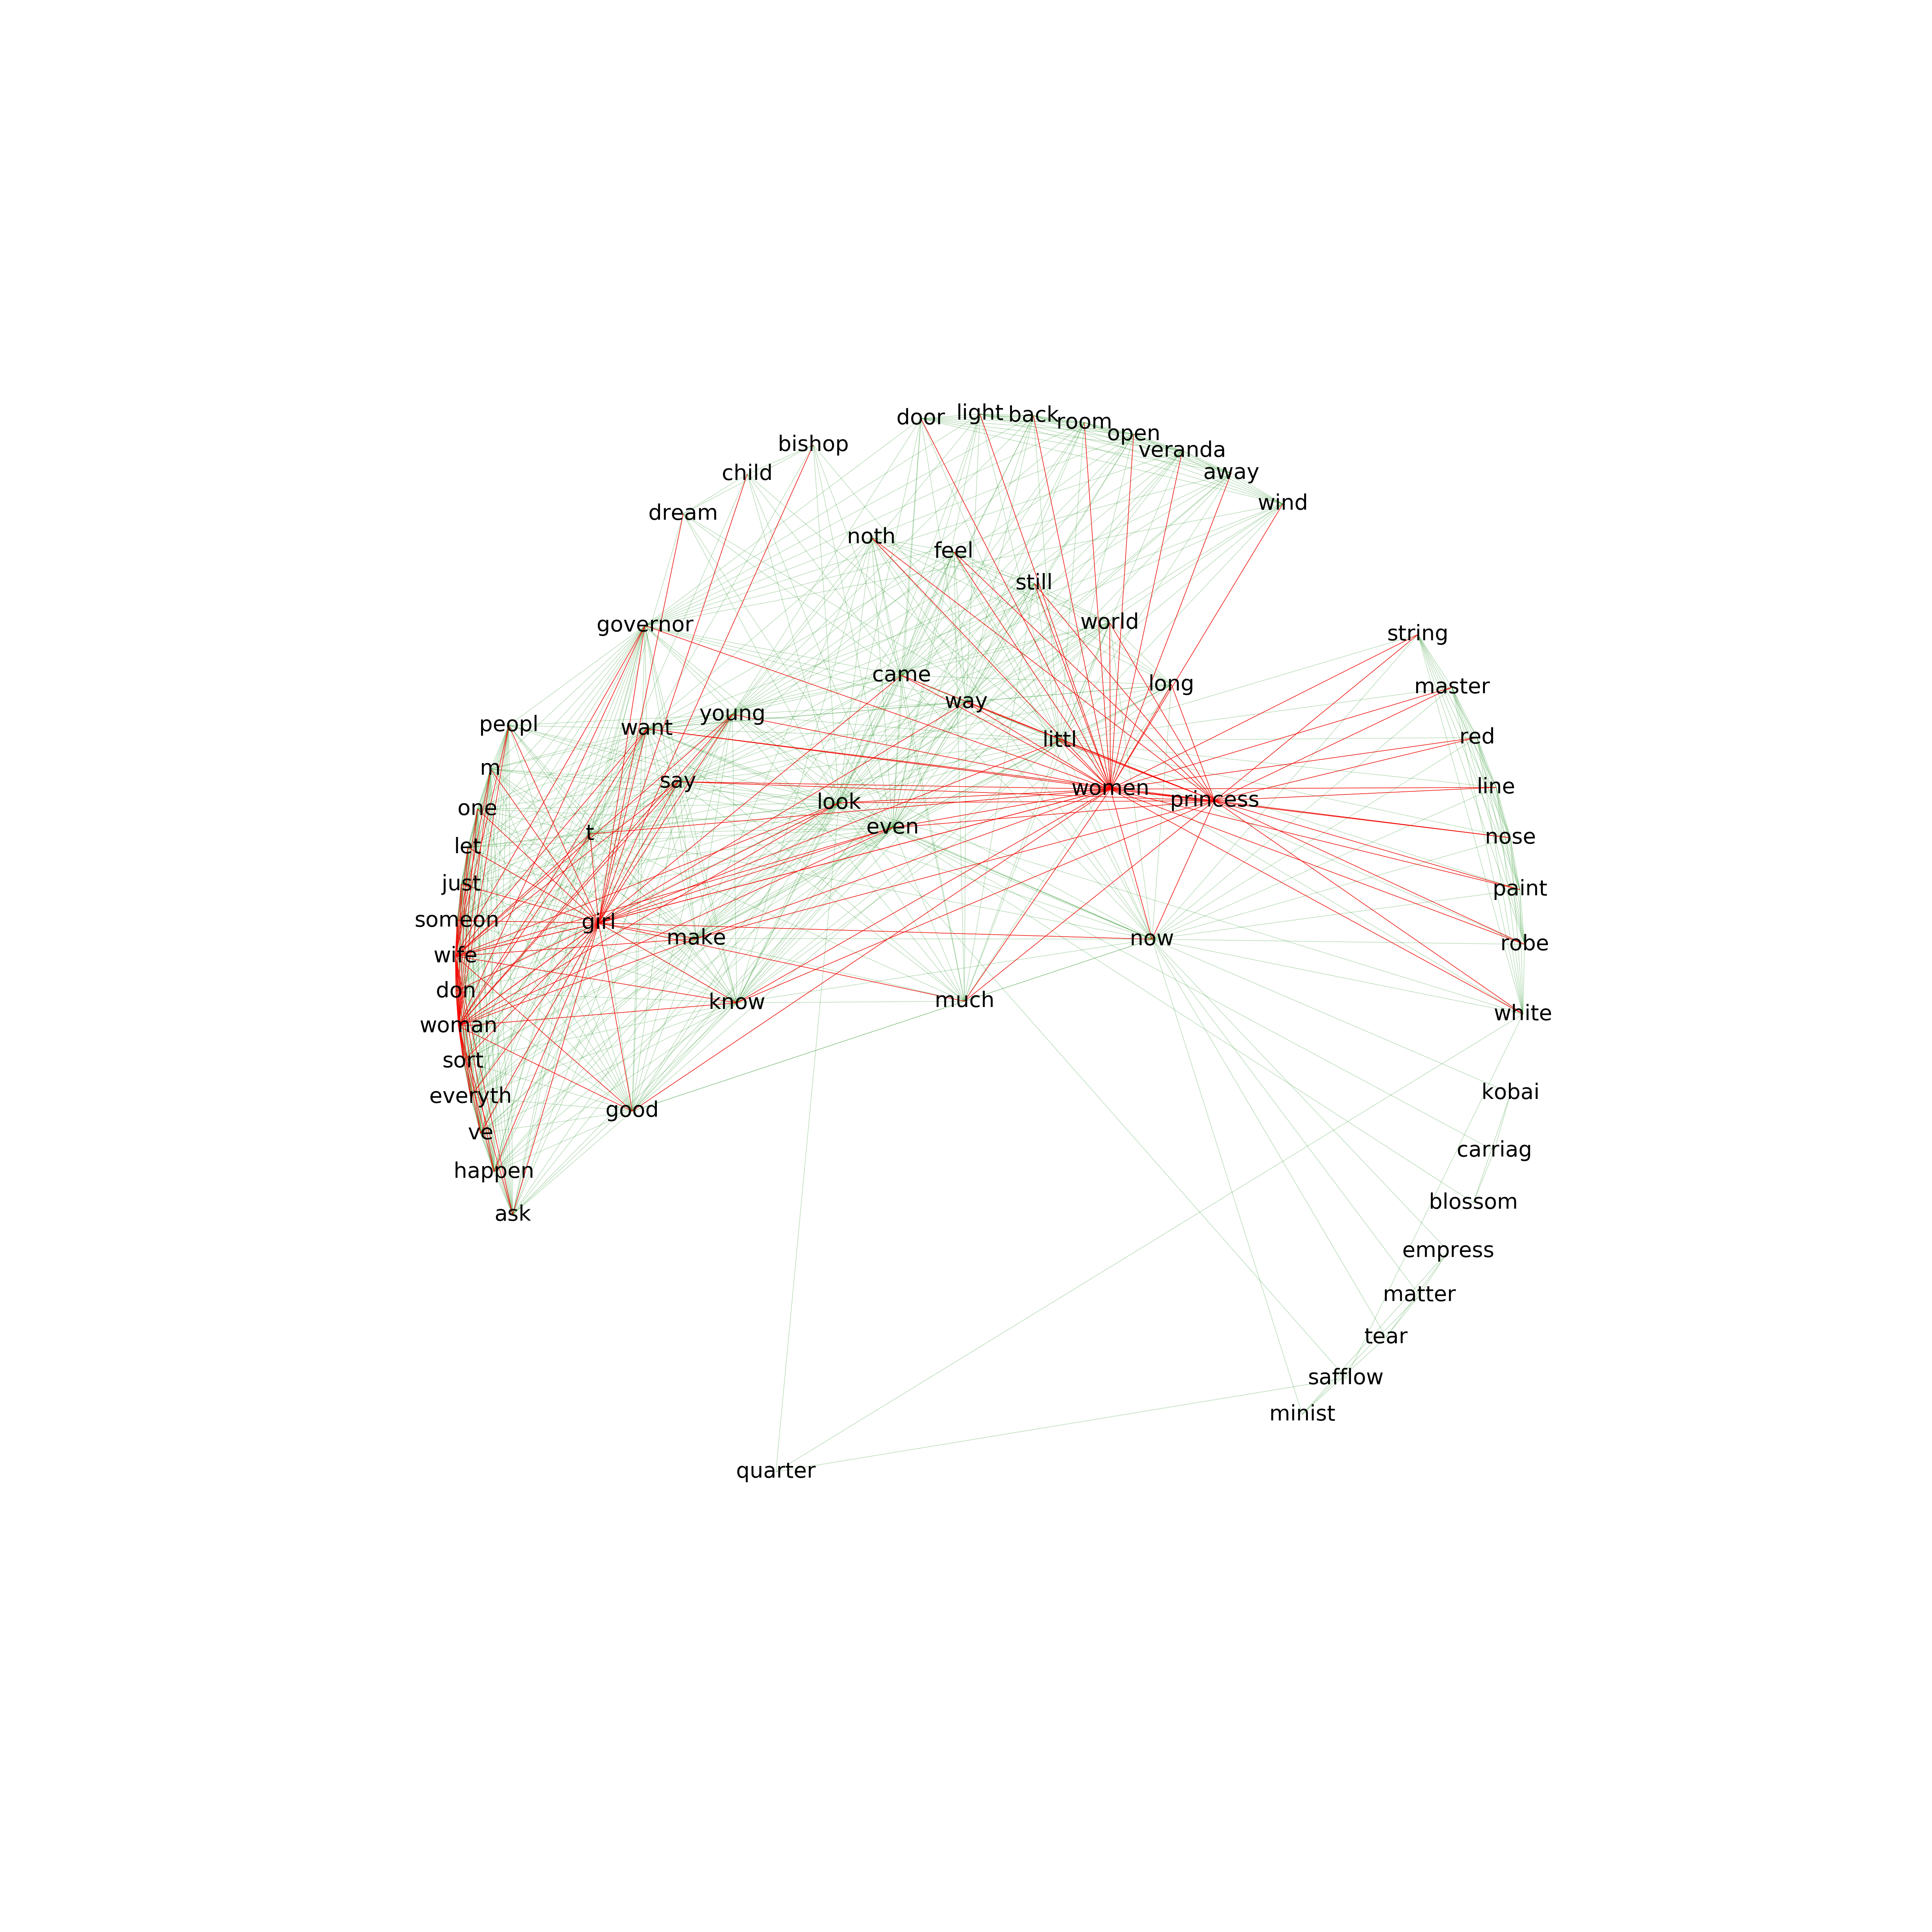 light
back
door
room
open
bishop
veranda
child
away
wind
dream
noth
feel
still
world
governor
string
came
long
master
way
young
peopl
want
red
littl
m
say
line
women
princess
look
one
even
t
nose
let
just
paint
someon
girl
make
now
robe
wife
don
much
know
white
woman
sort
kobai
everyth
good
ve
carriag
happen
blossom
ask
empress
matter
tear
safflow
minist
quarter